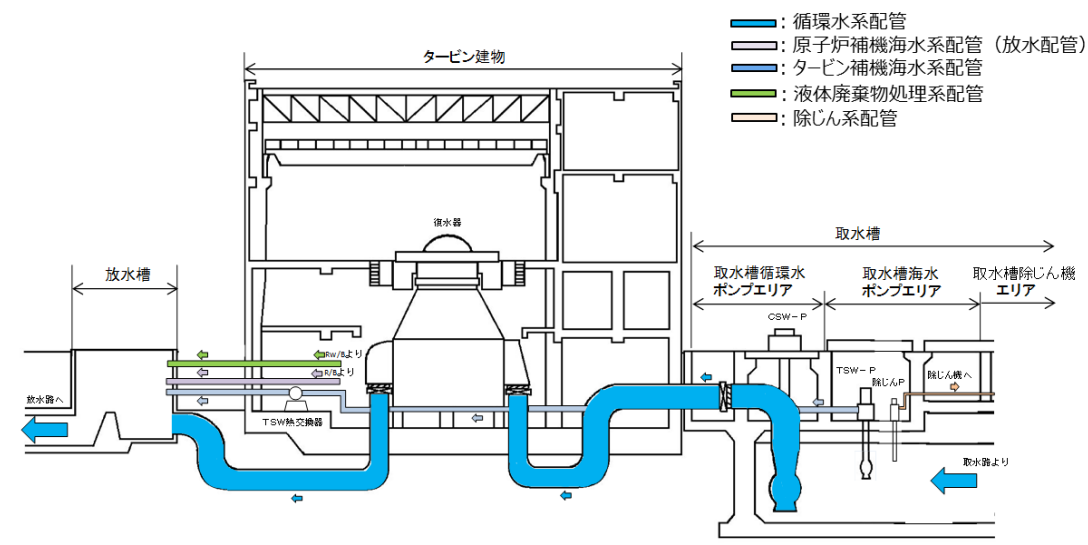 ：循環水系配管
：原子炉補機海水系配管（放水配管）
：タービン補機海水系配管
：液体廃棄物処理系配管
：除じん系配管
タービン建物
復水器
取水槽
放水槽
取水槽循環水
ポンプエリア
取水槽海水
ポンプエリア
取水槽除じん機
エリア
CSW－P
TSW－P
除じんP
除じん機へ
RW/Bより
R/Bより
放水路へ
TSW熱交換器
取水路より